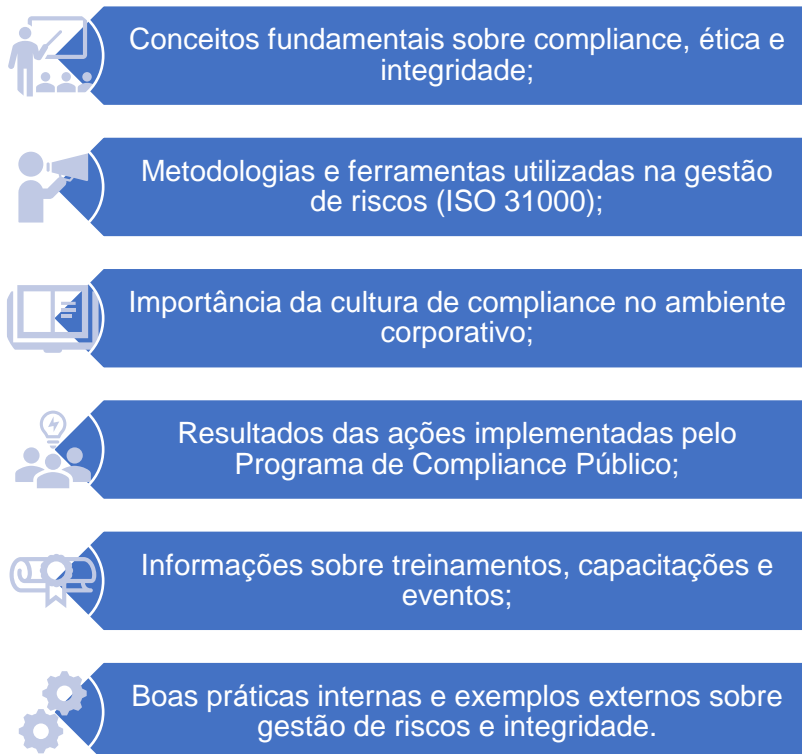 Conceitos fundamentais sobre compliance, ética e
integridade;
Metodologias e ferramentas utilizadas na gestão
de riscos (ISO 31000);
Importância da cultura de compliance no ambiente
corporativo;
Resultados das ações implementadas pelo
Programa de Compliance Público;
Informações sobre treinamentos, capacitações e
eventos;
Boas práticas internas e exemplos externos sobre
gestão de riscos e integridade.